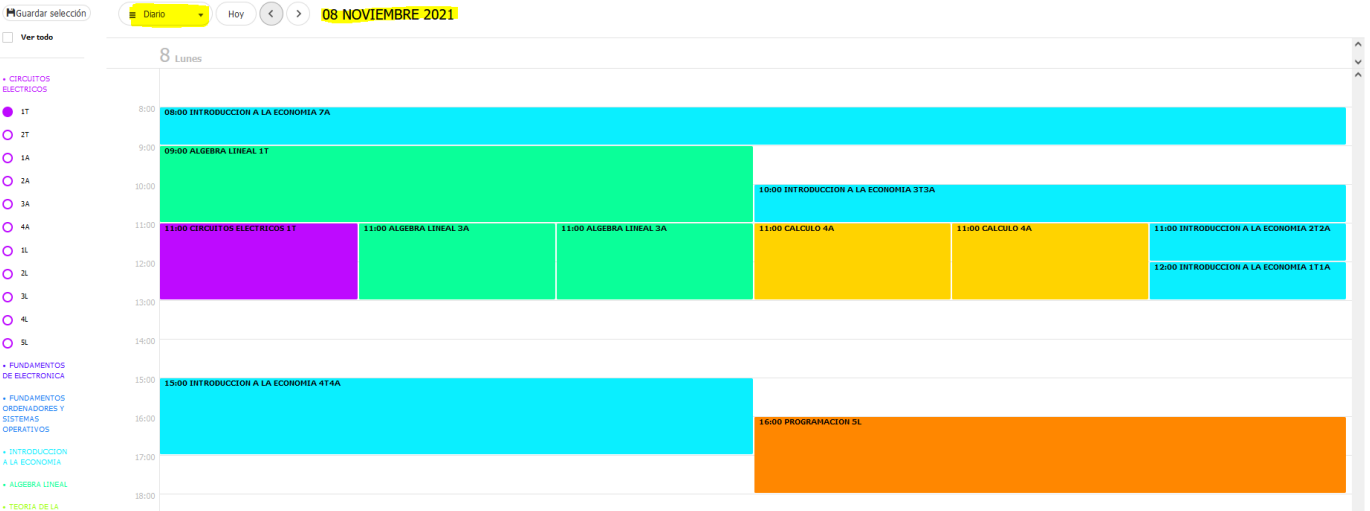 Guardar selección
Diario
Hoy
08 NOVIEMBRE 2021
Ver todo
8 Lunes
• CIRCUITOS
ELECTRICOS
1T
2T
1A
2A
3A
4A
1L
2L
3L
4L
5L
• FUNDAMENTOS
DE ELECTRONICA
• FUNDAMENTOS
ORDENADORES Y
SISTEMAS
OPERATIVOS
• INTRODUCCION
A LA ECONOMIA
• ALGEBRA LINEAL
• TEORIA DE LA
8:00
08:00 INTRODUCCION A LA ECONOMIA 7A
9:00
09:00 ALGEBRA LINEAL 1T
10:00
10:00 INTRODUCCION A LA ECONOMIA 3T3A
11:00
11:00 CIRCUITOS ELECTRICOS 1T
11:00 ALGEBRA LINEAL 3A
11:00 ALGEBRA LINEAL 3A
11:00 CALCULO 4A
11:00 CALCULO 4A
11:00 INTRODUCCION A LA ECONOMIA 2T2A
12:00
12:00 INTRODUCCION A LA ECONOMIA 1T1A
13:00
14:00
15:00
15:00 INTRODUCCION A LA ECONOMIA 4T4A
16:00
16:00 PROGRAMACION 5L
17:00
18:00